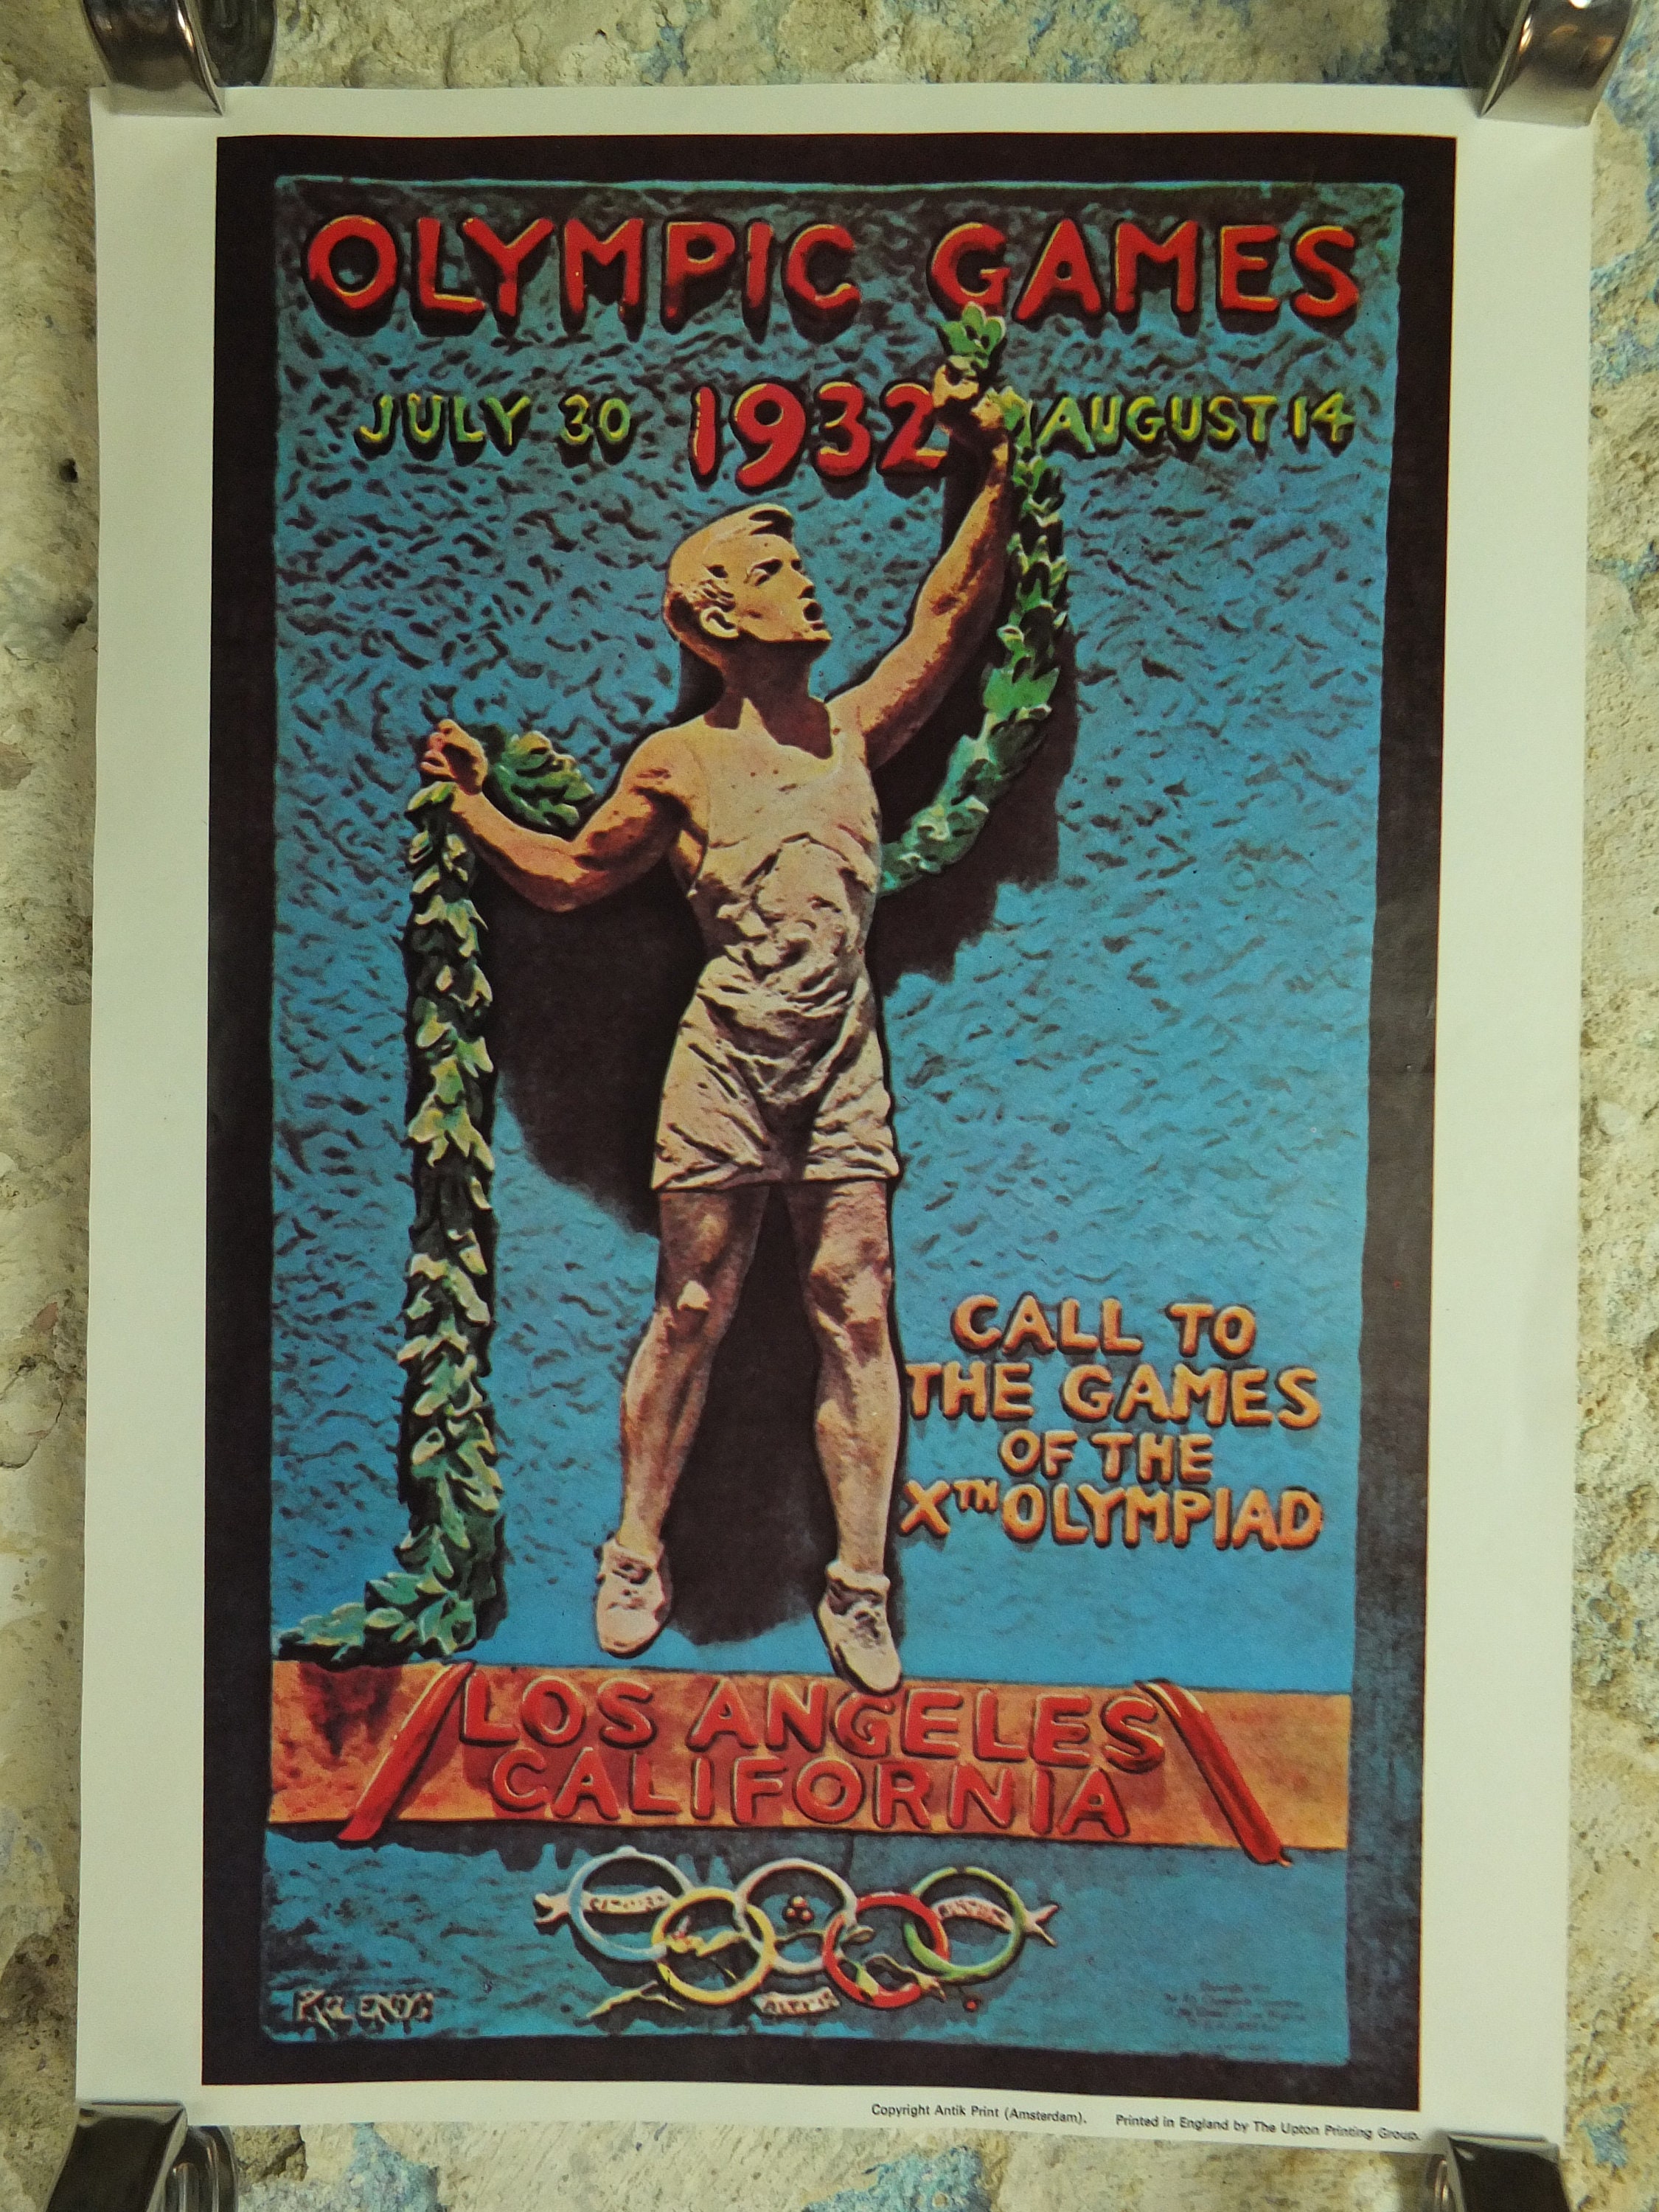 OLYMPIC GAMES
JULY 30 1932 AUGUST 14
CALL TO
THE GAMES
OF THE
XTH OLYMPIAD
LOS ANGELES
CALIFORNIA
Copyright Antik Print (Amsterdam). Printed in England by The Upton Printing Group.